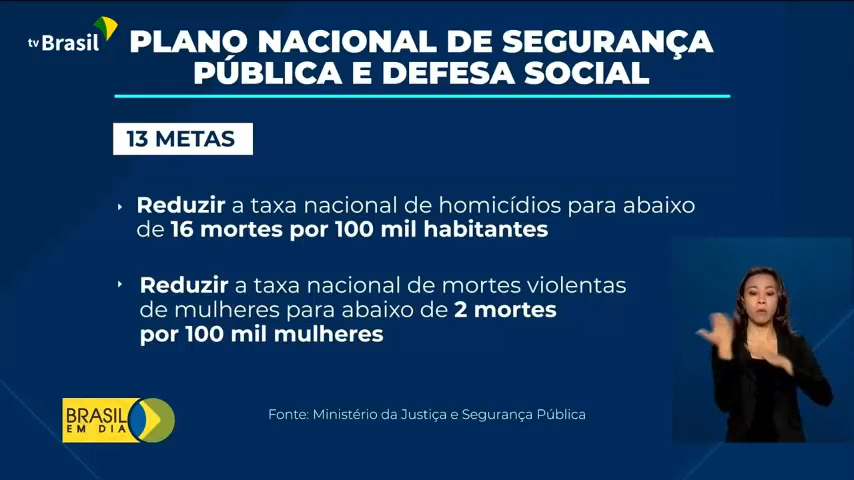 tv Brasil
PLANO NACIONAL DE SEGURANÇA
PÚBLICA E DEFESA SOCIAL
13 METAS
Reduzir a taxa nacional de homicídios para abaixo
de 16 mortes por 100 mil habitantes
Reduzir a taxa nacional de mortes violentas
de mulheres para abaixo de 2 mortes
por 100 mil mulheres
BRASIL
EM DIA
Fonte: Ministério da Justiça e Segurança Pública